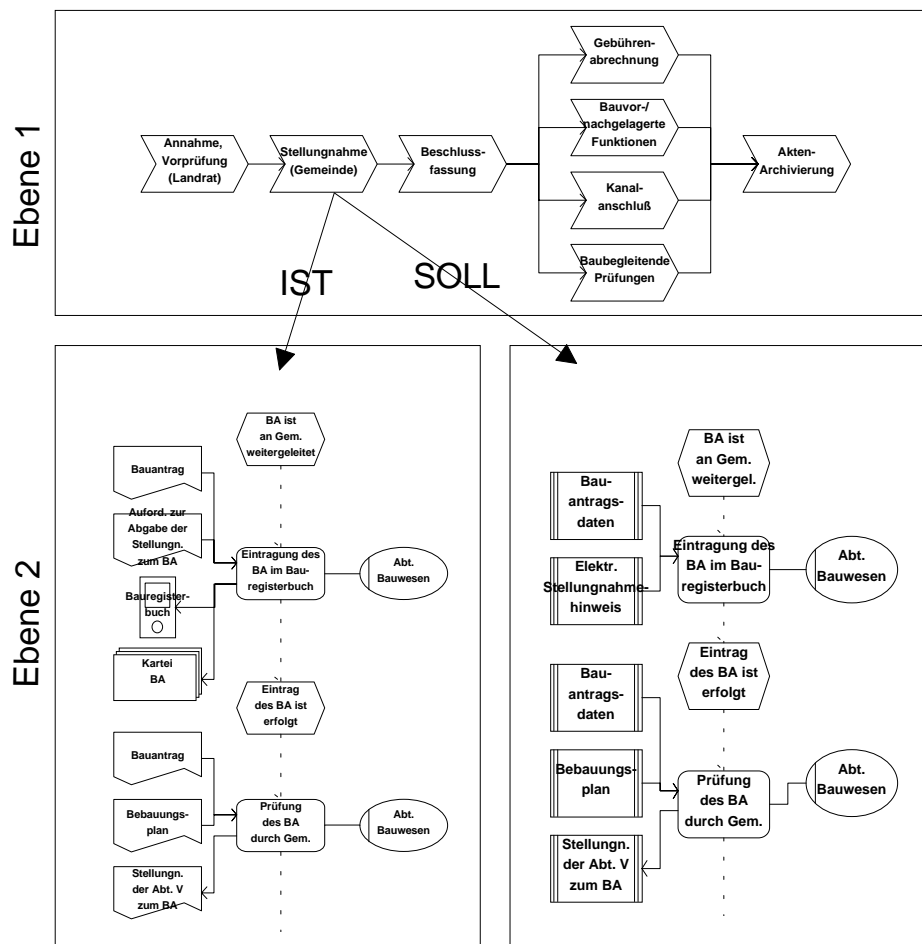 Ebene 1
Annahme,
Vorprüfung
(Landrat)
Stellungnahme
(Gemeinde)
Beschluss-
fassung
Gebühren-
abrechnung
Bauvor-/
nachgelagerte
Funktionen
Kanal-
anschluß
Baubegleitende
Prüfungen
Akten-
Archivierung
IST
SOLL
Ebene 2
BA ist
an Gem.
weitergeleitet
Bauantrag
Auford. zur
Abgabe der
Stellungn.
zum BA
Eintragung des
BA im Bau-
registerbuch
Abt.
Bauwesen
Bauregister-
buch
Kartei
BA
Eintrag
des BA ist
erfolgt
Bauantrag
Bebauungs-
plan
Prüfung
des BA
durch Gem.
Abt.
Bauwesen
Stellungn.
der Abt. V
zum BA
BA ist
an Gem.
weitergel.
Bau-
antrags-
daten
Elektr.
Stellungnahme-
hinweis
Eintragung des
BA im Bau-
registerbuch
Abt.
Bauwesen
Eintrag
des BA ist
erfolgt
Bau-
antrags-
daten
Bebauungs-
plan
Prüfung
des BA
durch Gem.
Abt.
Bauwesen
Stellungn.
der Abt. V
zum BA